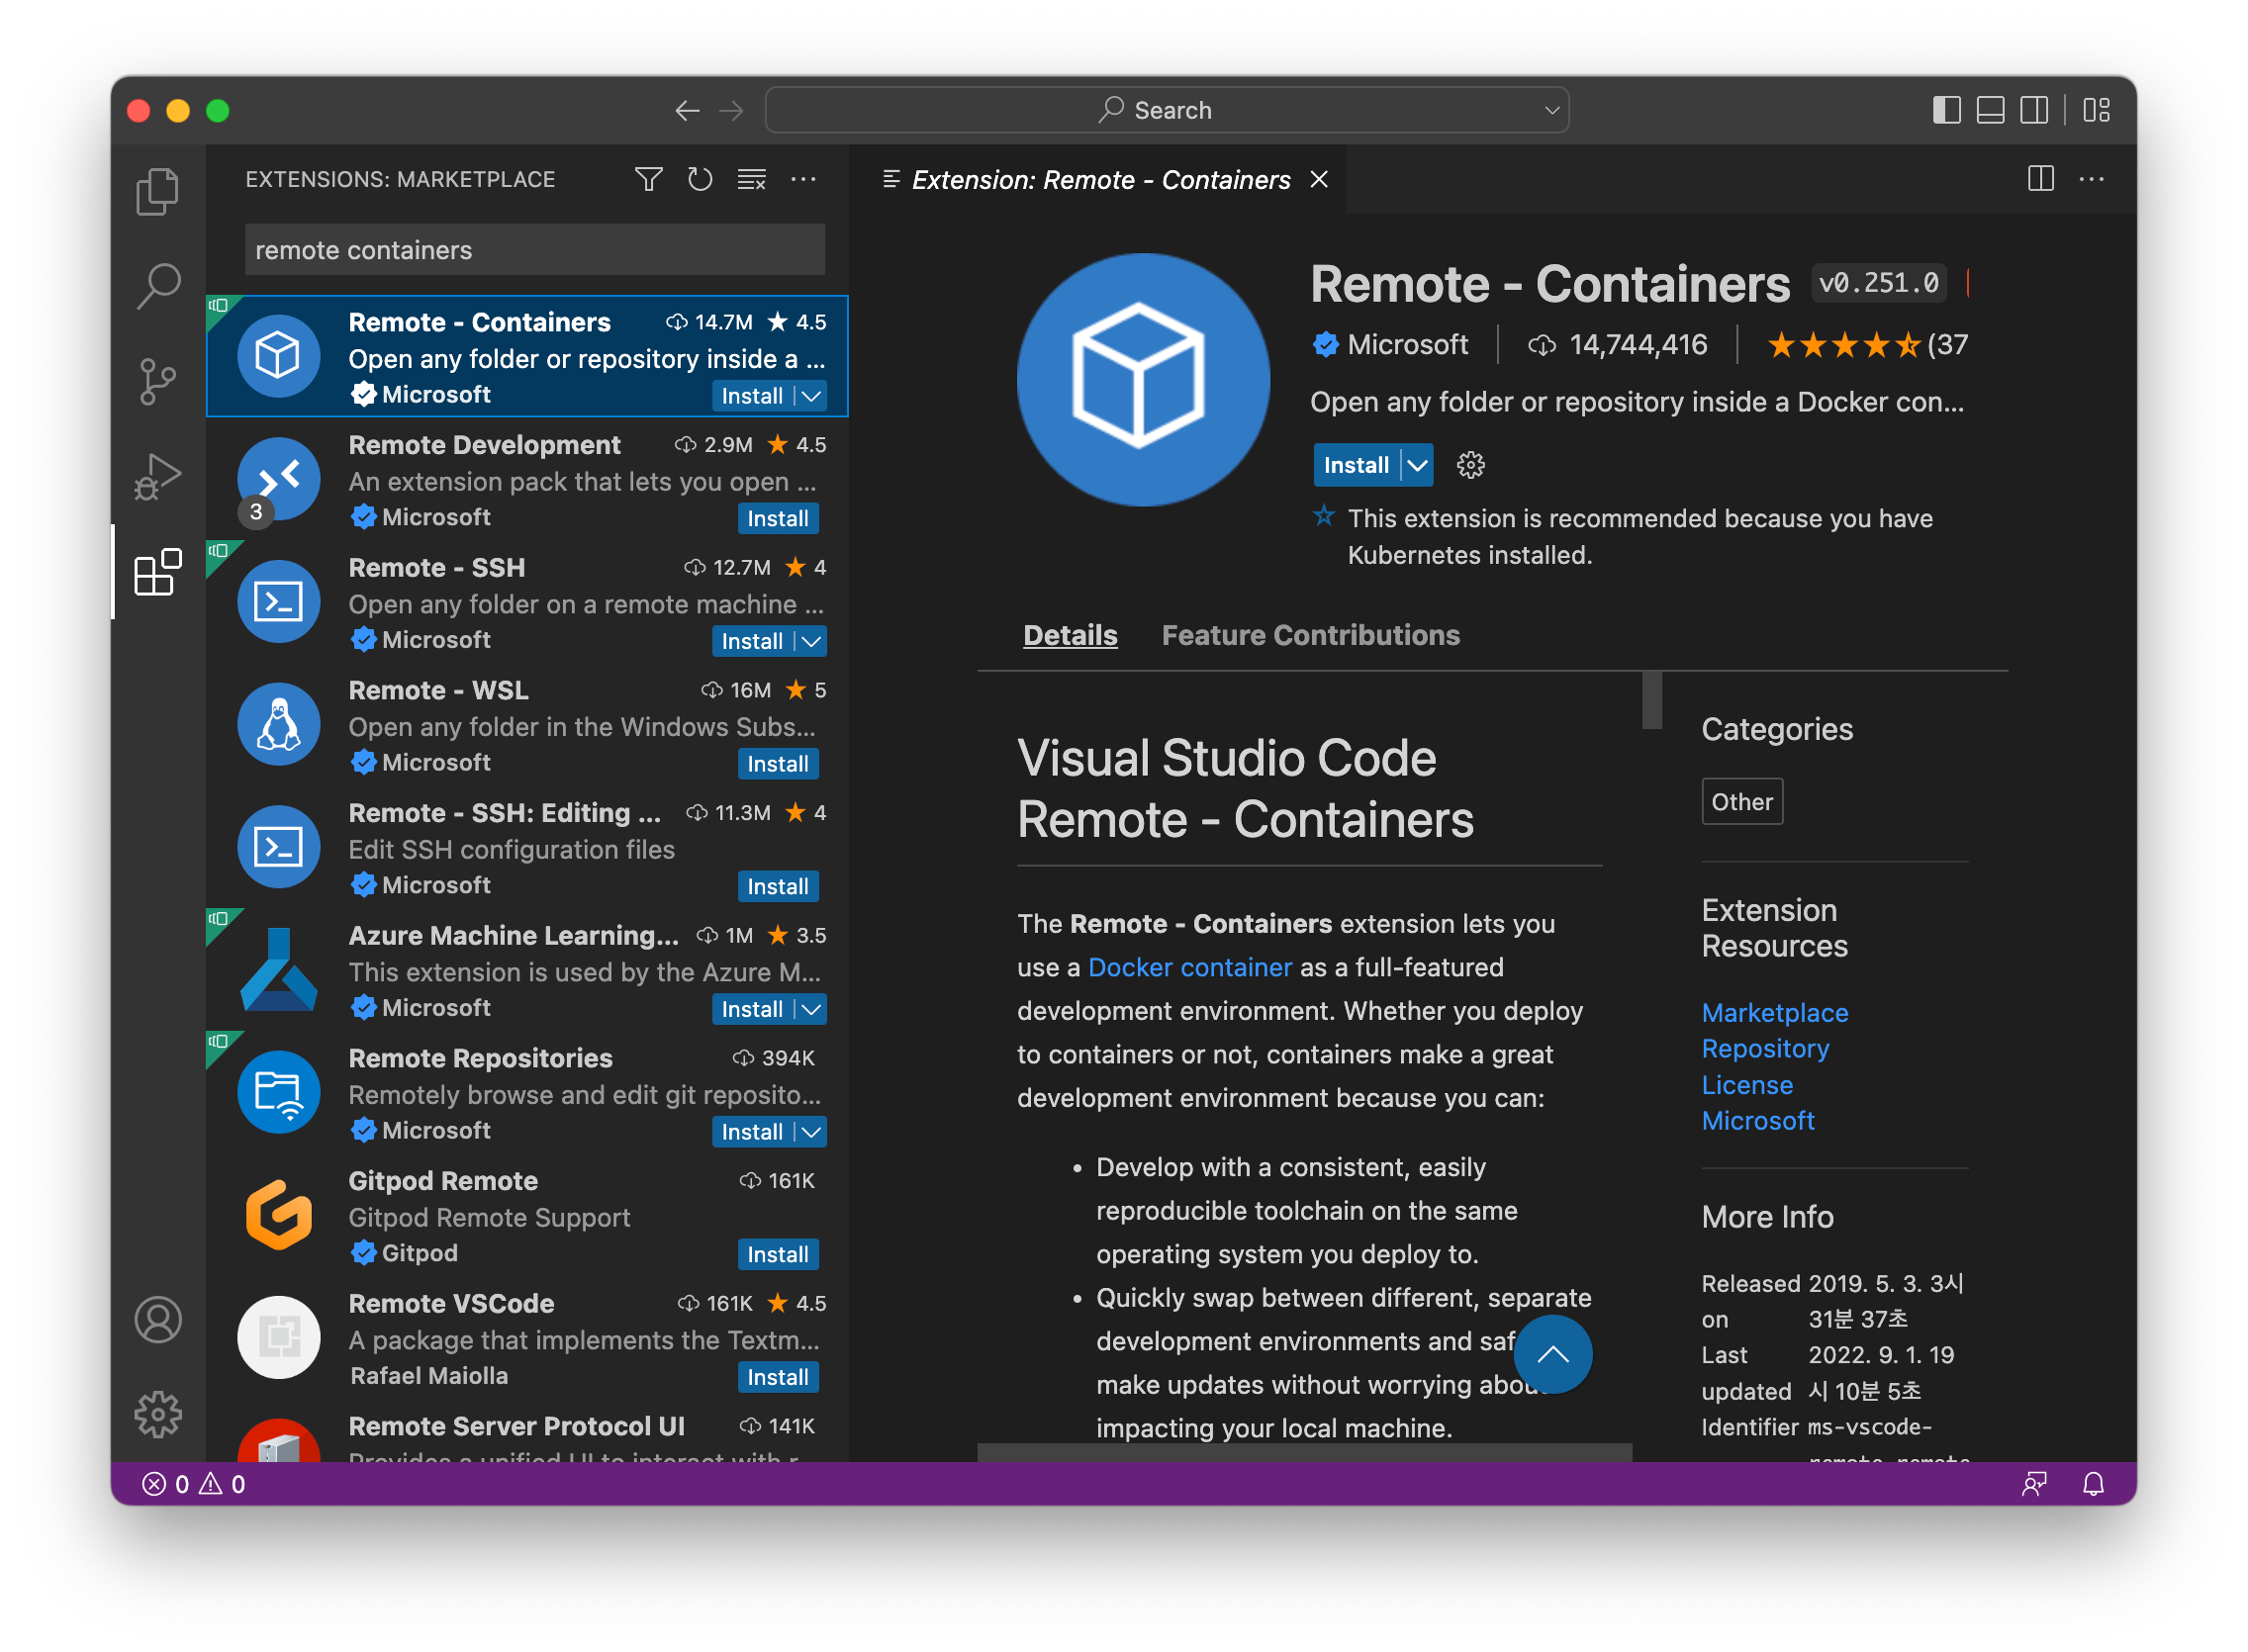 Search
EXTENSIONS: MARKETPLACE
remote containers
Remote - Containers 14.7M 4.5
Open any folder or repository inside a ...
Microsoft Install
Remote Development 2.9M 4.5
An extension pack that lets you open ...
3
Microsoft Install
Remote - SSH 12.7M 4
Open any folder on a remote machine ...
Microsoft Install
Remote - WSL 16M 5
Open any folder in the Windows Subs...
Microsoft Install
Remote - SSH: Editing ... 11.3M 4
Edit SSH configuration files
Microsoft Install
Azure Machine Learning... 1M 3.5
This extension is used by the Azure M...
Microsoft Install
Remote Repositories 394K
Remotely browse and edit git reposito...
Microsoft Install
Gitpod Remote 161K
Gitpod Remote Support
Gitpod Install
Remote VSCode 161K 4.5
A package that implements the Textm...
Rafael Maiolla Install
Remote Server Protocol UI 141K
Provides a unified UI to interact with r...
Extension: Remote - Containers
Remote - Containers v0.251.0
Microsoft 14,744,416 (37
Open any folder or repository inside a Docker con...
Install
This extension is recommended because you have
Kubernetes installed.
Details Feature Contributions
Visual Studio Code
Remote - Containers
The Remote - Containers extension lets you
use a Docker container as a full-featured
development environment. Whether you deploy
to containers or not, containers make a great
development environment because you can:
• Develop with a consistent, easily
reproducible toolchain on the same
operating system you deploy to.
• Quickly swap between different, separate
development environments and saf
make updates without worrying abou
impacting your local machine.
Categories
Other
Extension
Resources
Marketplace
Repository
License
Microsoft
More Info
Released 2019. 5. 3. 3시
on 31분 37초
Last 2022. 9. 1. 19
updated 시 10분 5초
Identifier ms-vscode-
remote.remote
0 0